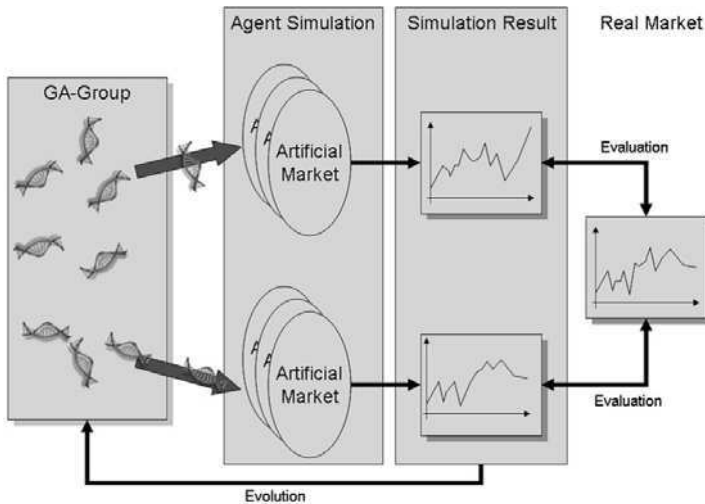 Agent Simulation
Simulation Result
Real Market
GA-Group
A
A
Artificial
Market
Evaluation
A
A
Artificial
Market
Evaluation
Evolution